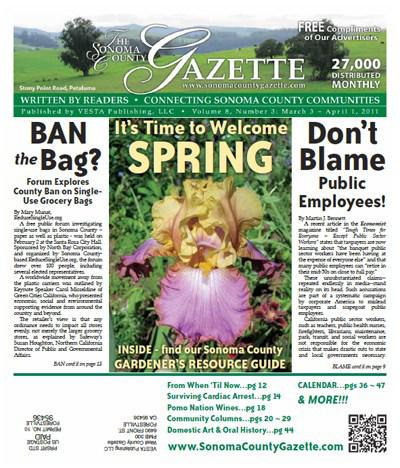 FREE Compliments
of Our Advertisers
THE
SONOMA
COUNTY
GAZETTE
27,000
DISTRIBUTED
MONTHLY
Stony Point Road, Petaluma
www.sonomacountygazette.com
WRITTEN BY READERS • CONNECTING SONOMA COUNTY COMMUNITIES
Published by VESTA Publishing, LLC • Volume 8, Number 3: March 3 ~ April 1, 2011
BAN
the Bag?
Forum Explores
County Ban on Single-
Use Grocery Bags
By Mary Munat,
ReduceSingleUse.org
A free public forum investigating
single-use bags in Sonoma County –
paper as well as plastic – was held on
February 2 at the Santa Rosa City Hall.
Sponsored by North Bay Corporation,
and organized by Sonoma County-
based ReduceSingleUse.org, the forum
drew over 100 people, including
several elected representatives.
A worldwide movement away from
the plastic carriers was outlined by
Keynote Speaker Carol Misseldine of
Green Cities California, who presented
economic, social and environmental
supporting evidence from around the
country and beyond.
The retailer's view is that any
ordinance needs to impact all stores
evenly, not merely the larger grocery
stores, as explained by Safeway's
Susan Houghton, Northern California
Director of Public and Governmental
Affairs.
BAN cont'd on page 13
It's Time to Welcome
SPRING
INSIDE - find our Sonoma County
GARDENER'S RESOURCE GUIDE
Don't
Blame
Public
Employees!
By Martin J. Bennett
A recent article in the Economist
magazine titled "Tough Times for
Everyone – Except Public Sector
Workers" states that taxpayers are now
learning about "the banquet public
sector workers have been having at
the expense of everyone else" and that
many public employees can "retire in
their mid-50s on close to full pay."
These unsubstantiated claims—
repeated endlessly in media—stand
reality on its head. Such accusations
are part of a systematic campaign
by corporate America to mislead
taxpayers and scapegoat public
employees.
California public sector workers,
such as teachers, public health nurses,
firefighters, librarians, maintenance,
park, transit, and social workers are
not responsible for the economic
crisis that makes drastic cuts to state
and local governments necessary.
BLAME cont'd on page 9
VESTA Publishing, LLC
West County Gazette
6490 FRONT ST
PMB 300
FORESTVILLE
CA 95436
PRSRT STD
US POSTAGE
PAID
PERMIT NO. 10
FORESTVILLE
95436
From When 'Til Now...pg 12
Surviving Cardiac Arrest...pg 14
Pomo Nation Wines...pg 18
Community Columns...pgs 20 ~ 29
Domestic Art & Oral History...pg 44
CALENDAR...pgs 36 ~ 47
& MORE!!!
www.SonomaCountyGazette.com